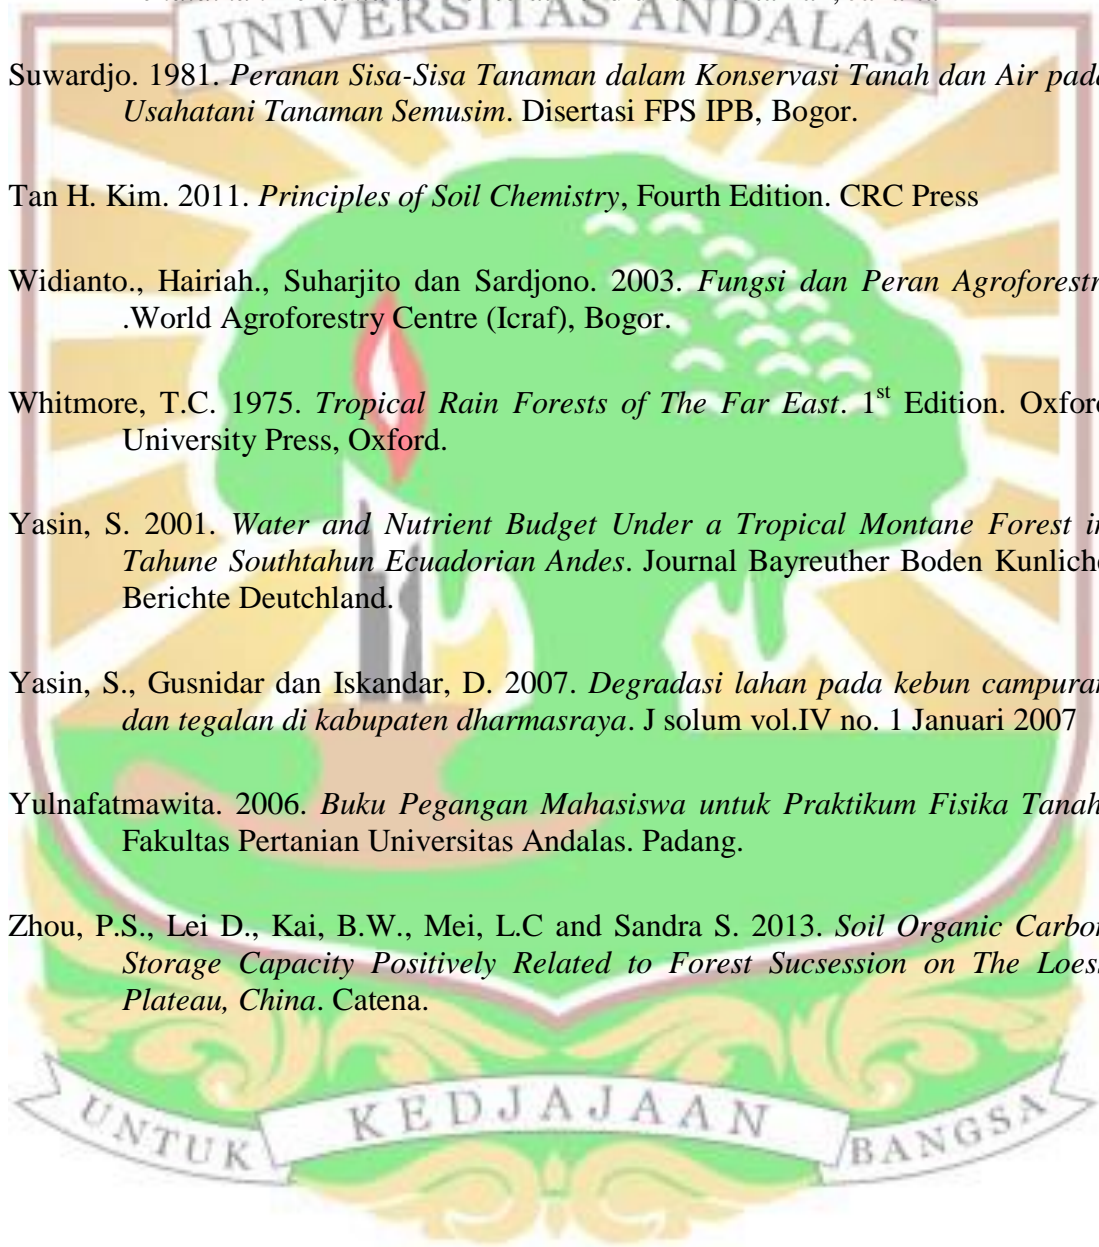 UNIVERSITAS ANDALAS
Suwardjo. 1981. Peranan Sisa-Sisa Tanaman dalam Konservasi Tanah dan Air pada
Usahatani Tanaman Semusim. Disertasi FPS IPB, Bogor.
Tan H. Kim. 2011. Principles of Soil Chemistry, Fourth Edition. CRC Press
Widianto., Hairiah., Suharjito dan Sardjono. 2003. Fungsi dan Peran Agroforestri
.World Agroforestry Centre (Icraf), Bogor.
Whitmore, T.C. 1975. Tropical Rain Forests of The Far East. 1st Edition. Oxford
University Press, Oxford.
Yasin, S. 2001. Water and Nutrient Budget Under a Tropical Montane Forest in
Tahune Southtahun Ecuadorian Andes. Journal Bayreuther Boden Kunliche
Berichte Deutchland.
Yasin, S., Gusnidar dan Iskandar, D. 2007. Degradasi lahan pada kebun campuran
dan tegalan di kabupaten dharmasraya. J solum vol.IV no. 1 Januari 2007
Yulnafatmawita. 2006. Buku Pegangan Mahasiswa untuk Praktikum Fisika Tanah
Fakultas Pertanian Universitas Andalas. Padang.
Zhou, P.S., Lei D., Kai, B.W., Mei, L.C and Sandra S. 2013. Soil Organic Carbon
Storage Capacity Positively Related to Forest Sucsession on The Loess
Plateau, China. Catena.
UNTUK KEDJAJAAN BANGSA